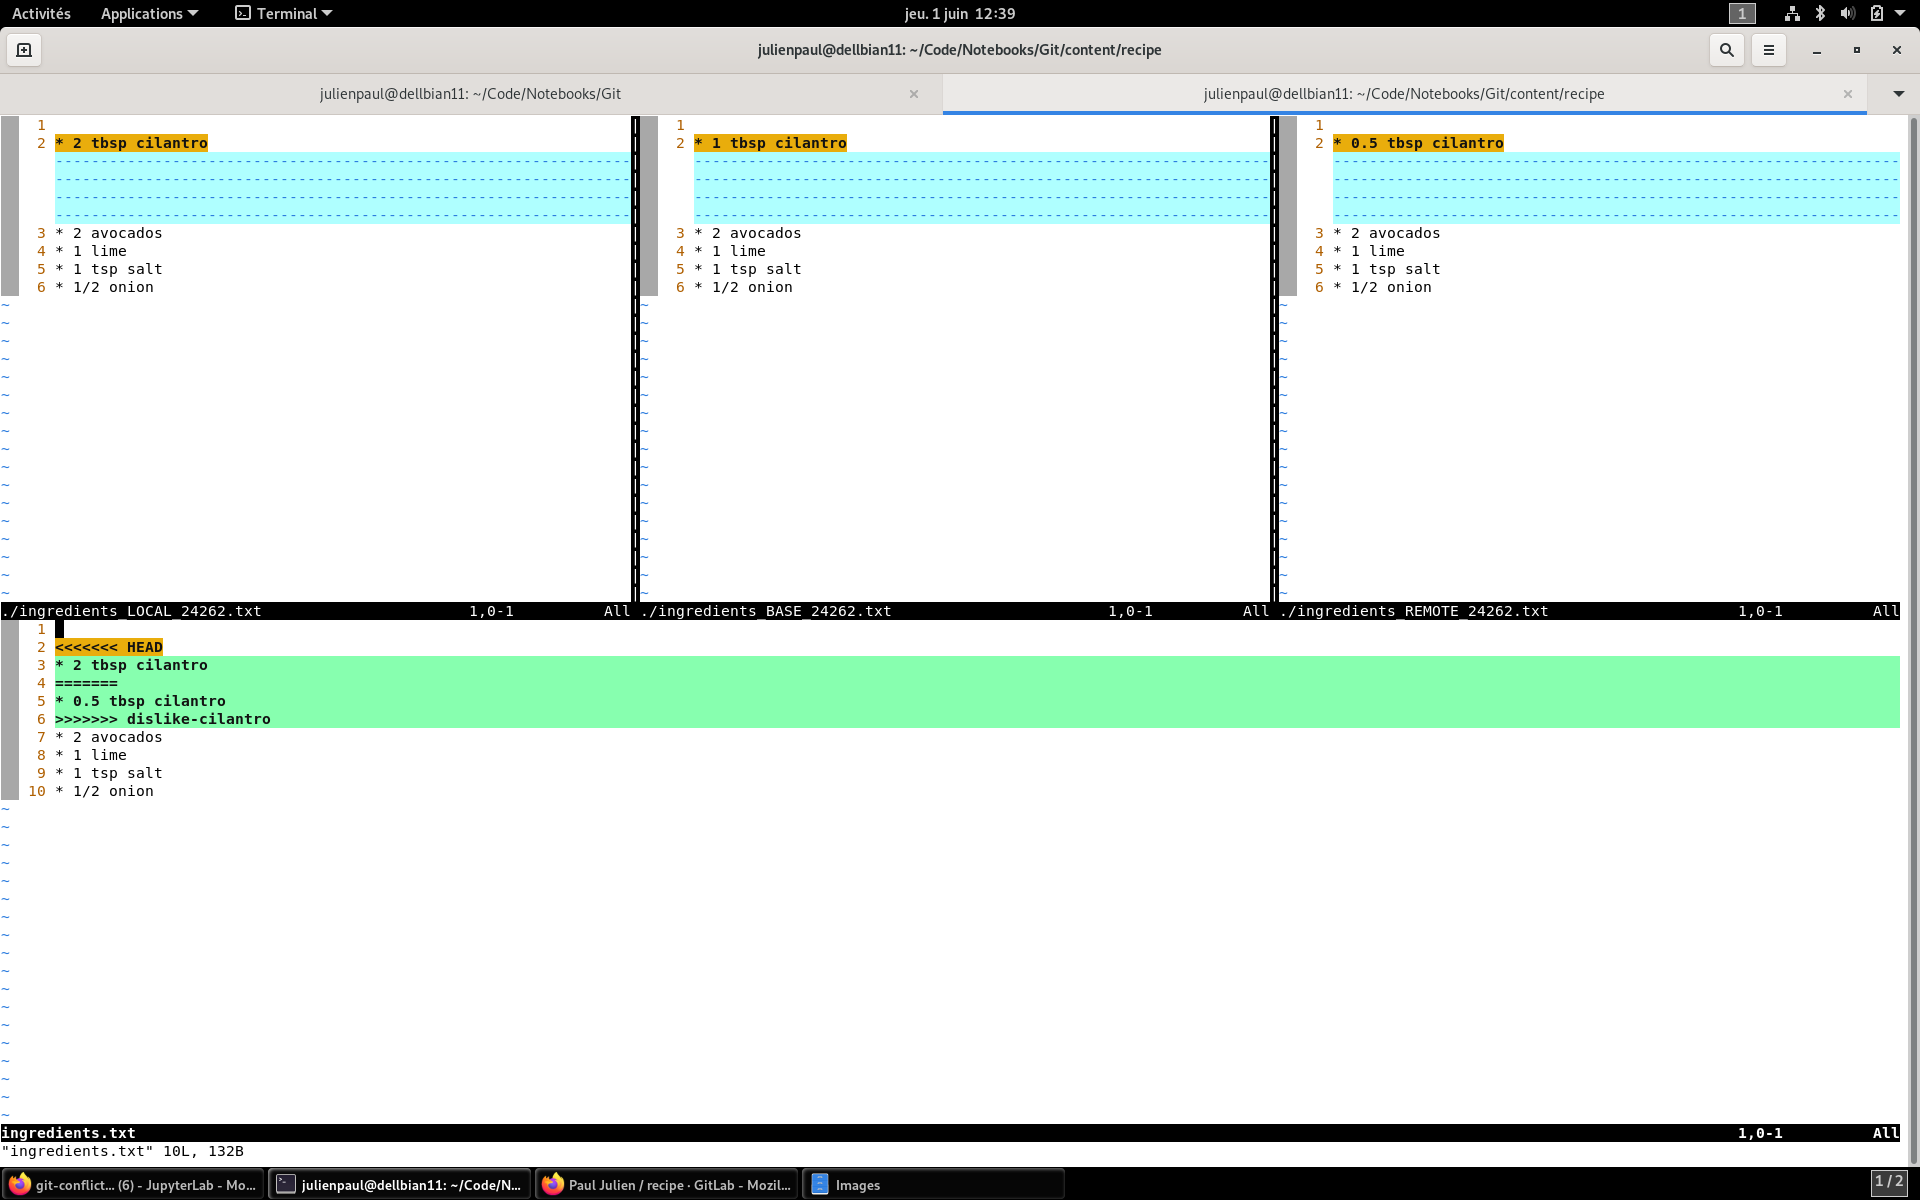 Activités Applications Terminal jeu. 1 juin 12:39 1
julienpaul@dellbian11: ~/Code/Notebooks/Git/content/recipe
julienpaul@dellbian11: ~/Code/Notebooks/Git
julienpaul@dellbian11: ~/Code/Notebooks/Git/content/recipe
1
2 * 2 tbsp cilantro
3 * 2 avocados
4 * 1 lime
5 * 1 tsp salt
6 * 1/2 onion
./ingredients_LOCAL_24262.txt 1,0-1 All
1
2 * 1 tbsp cilantro
3 * 2 avocados
4 * 1 lime
5 * 1 tsp salt
6 * 1/2 onion
./ingredients_BASE_24262.txt 1,0-1 All
1
2 * 0.5 tbsp cilantro
3 * 2 avocados
4 * 1 lime
5 * 1 tsp salt
6 * 1/2 onion
./ingredients_REMOTE_24262.txt 1,0-1 All
1
2 <<<<<<< HEAD
3 * 2 tbsp cilantro
4 =======
5 * 0.5 tbsp cilantro
6 >>>>>>> dislike-cilantro
7 * 2 avocados
8 * 1 lime
9 * 1 tsp salt
10 * 1/2 onion
ingredients.txt 1,0-1 All
"ingredients.txt" 10L, 132B
git-conflict... (6) - JupyterLab - Mo... julienpaul@dellbian11: ~/Code/N... Paul Julien / recipe · GitLab - Mozil... Images 1 / 2